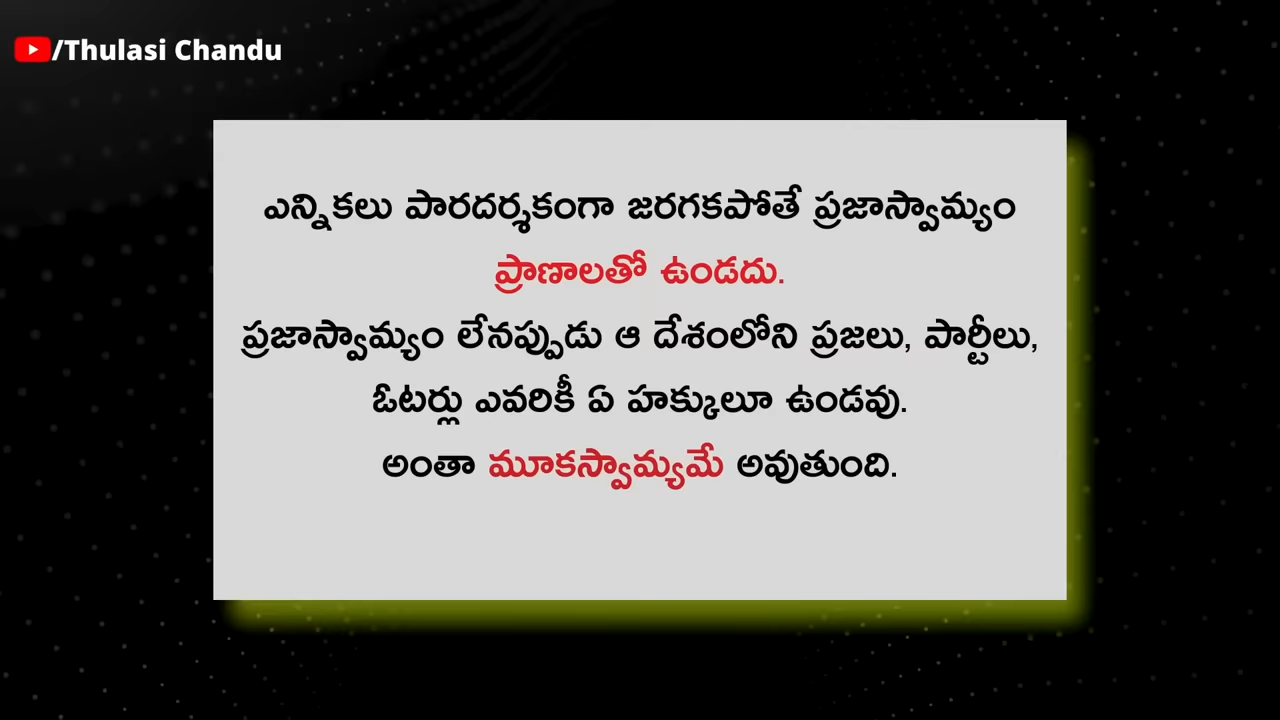 /Thulasi Chandu
ఎన్నికలు పారదర్శకంగా జరగకపోతే ప్రజాస్వామ్యం
ప్రాణాలతో ఉండదు.
ప్రజాస్వామ్యం లేనప్పుడు ఆ దేశంలోని ప్రజలు, పార్టీలు,
ఓటర్లు ఎవరికీ ఏ హక్కులూ ఉండవు.
అంతా మూకస్వామ్యమే అవుతుంది.